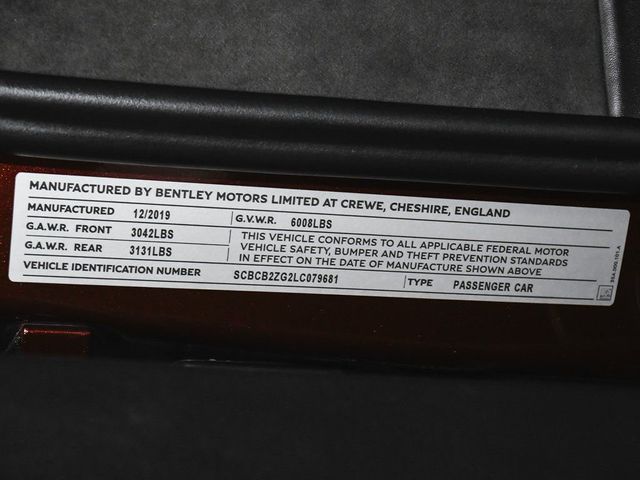 MANUFACTURED BY BENTLEY MOTORS LIMITED AT CREWE, CHESHIRE, ENGLAND
MANUFACTURED 12/2019 G.V.W.R. 6008LBS
G.A.W.R. FRONT 3042LBS
G.A.W.R. REAR 3131LBS
THIS VEHICLE CONFORMS TO ALL APPLICABLE FEDERAL MOTOR
VEHICLE SAFETY, BUMPER AND THEFT PREVENTION STANDARDS
IN EFFECT ON THE DATE OF MANUFACTURE SHOWN ABOVE
VEHICLE IDENTIFICATION NUMBER SCBCB2ZG2LC079681 TYPE PASSENGER CAR